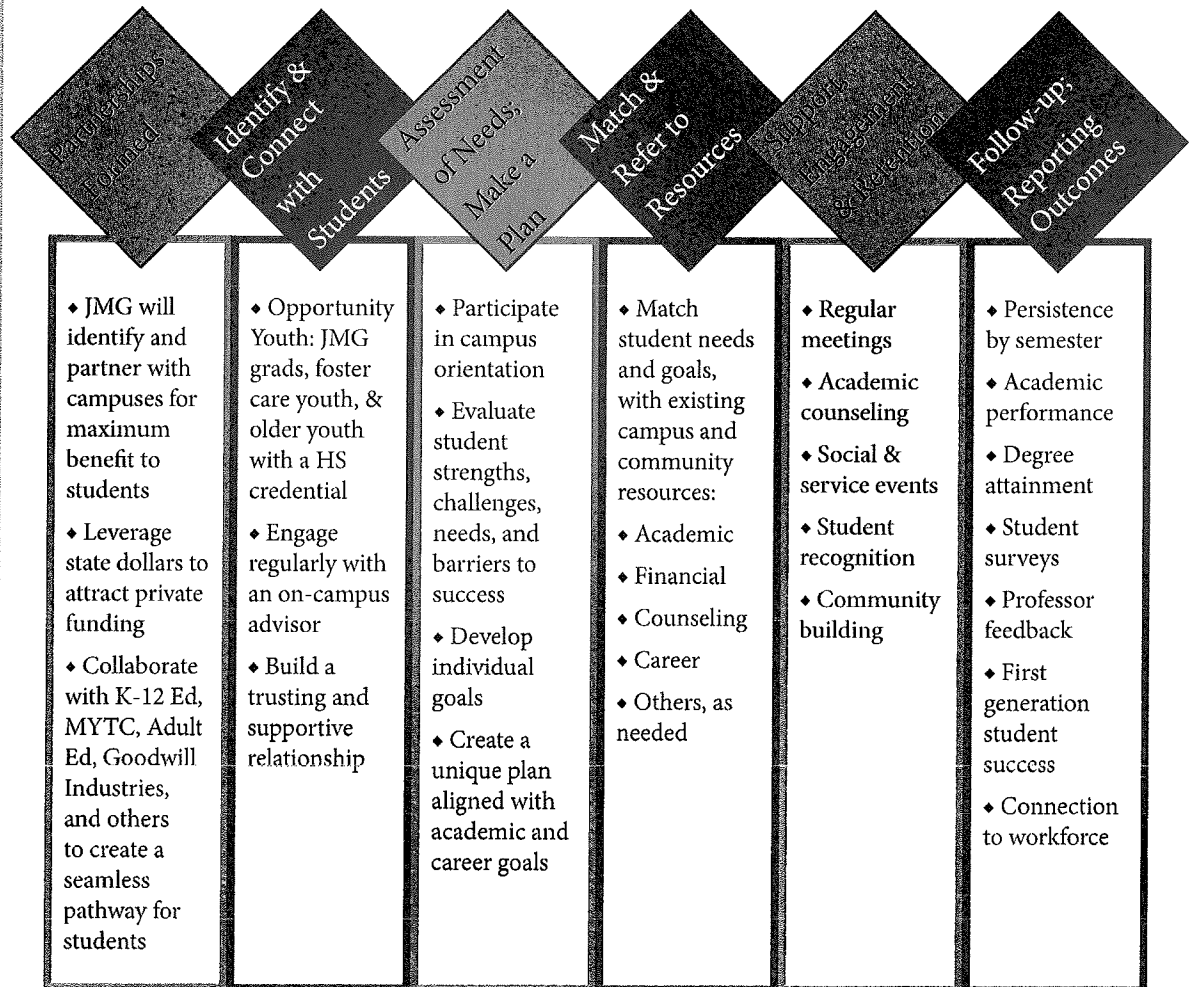 Partnerships
Formed
Identify &
Connect
with
Students
Assessment
of Needs;
Make a
Plan
Match &
Refer to
Resources
Support,
Engagement
& Retention
Follow-up;
Reporting
Outcomes
⬥ JMG will
identify and
partner with
campuses for
maximum
benefit to
students
⬥ Leverage
state dollars to
attract private
funding
⬥ Collaborate
with K-12 Ed,
MYTC, Adult
Ed, Goodwill
Industries,
and others
to create a
seamless
pathway for
students
⬥ Opportunity
Youth: JMG
grads, foster
care youth, &
older youth
with a HS
credential
⬥ Engage
regularly with
an on-campus
advisor
⬥ Build a
trusting and
supportive
relationship
⬥ Participate
in campus
orientation
⬥ Evaluate
student
strengths,
challenges,
needs, and
barriers to
success
⬥ Develop
individual
goals
⬥ Create a
unique plan
aligned with
academic and
career goals
⬥ Match
student needs
and goals,
with existing
campus and
community
resources:
⬥ Academic
⬥ Financial
⬥ Counseling
⬥ Career
⬥ Others, as
needed
⬥ Regular
meetings
⬥ Academic
counseling
⬥ Social &
service events
⬥ Student
recognition
⬥ Community
building
⬥ Persistence
by semester
⬥ Academic
performance
⬥ Degree
attainment
⬥ Student
surveys
⬥ Professor
feedback
⬥ First
generation
student
success
⬥ Connection
to workforce